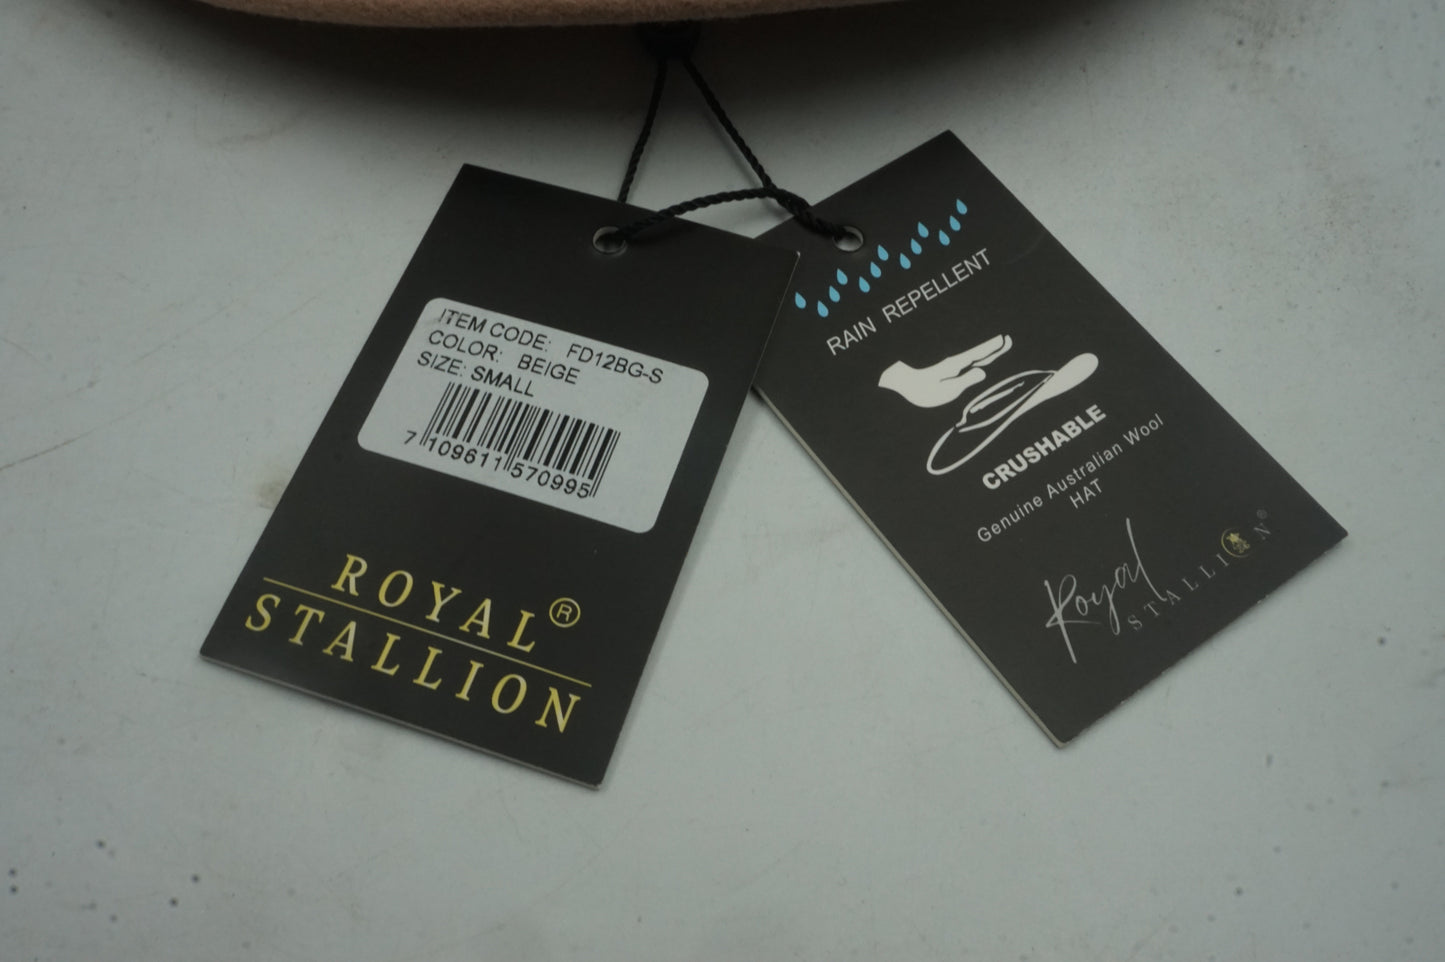 ITEM CODE: FD12BG-S
COLOR: BEIGE
SIZE: SMALL
7 109611 570995
ROYAL®
STALLION
RAIN REPELLENT
CRUSHABLE
Genuine Australian Wool
HAT
Royal
STALLION®